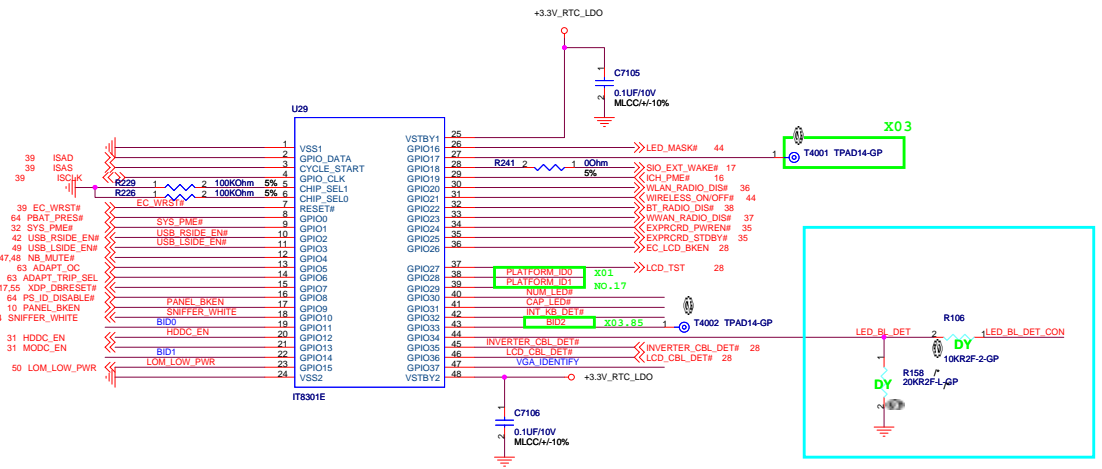 +3.3V_RTC_LDO
C7105
0.1UF/10V
MLCC/+/-10%
U29
X03
T4001 TPAD14-GP
1 VSS1
2 GPIO_DATA
3 CYCLE_START
4 GPIO_CLK
5 CHIP_SEL1
6 CHIP_SEL0
7 RESET#
8 GPIO0
9 GPIO1
10 GPIO2
11 GPIO3
12 GPIO4
13 GPIO5
14 GPIO6
15 GPIO7
16 GPIO8
17 GPIO9
18 GPIO10
19 GPIO11
20 GPIO12
21 GPIO13
22 GPIO14
23 GPIO15
24 VSS2
VSTBY1 25
GPIO16 26
GPIO17 27
GPIO18 28
GPIO19 29
GPIO20 30
GPIO21 31
GPIO22 32
GPIO23 33
GPIO24 34
GPIO25 35
GPIO26 36
GPIO27 37
GPIO28 38
GPIO29 39
GPIO30 40
GPIO31 41
GPIO32 42
GPIO33 43
GPIO34 44
GPIO35 45
GPIO36 46
GPIO37 47
VSTBY2 48
IT8301E
39 ISAD
39 ISAS
39 ISCLK
R229 1 2 100KOhm 5%
R226 1 2 100KOhm 5%
39 EC_WRST# EC_WRST#
64 PBAT_PRES#
32 SYS_PME# SYS_PME#
42 USB_RSIDE_EN# USB_RSIDE_EN#
49 USB_LSIDE_EN# USB_LSIDE_EN#
47,48 NB_MUTE#
63 ADAPT_OC
63 ADAPT_TRIP_SEL
17,55 XDP_DBRESET#
64 PS_ID_DISABLE#
10 PANEL_BKEN PANEL_BKEN
SNIFFER_WHITE SNIFFER_WHITE
BID0
31 HDDC_EN HDDC_EN
31 MODC_EN
BID1
50 LOM_LOW_PWR LOM_LOW_PWR
LED_MASK# 44
R241 2 1 0Ohm
5%
SIO_EXT_WAKE# 17
ICH_PME# 16
WLAN_RADIO_DIS# 36
WIRELESS_ON/OFF# 44
BT_RADIO_DIS# 38
WWAN_RADIO_DIS# 37
EXPRCRD_PWREN# 35
EXPRCRD_STDBY# 35
EC_LCD_BKEN 28
LCD_TST 28
PLATFORM_ID0 X01
PLATFORM_ID1 NO.17
NUM_LED#
CAP_LED#
INT_KB_DET#
BID2 X03.85 1 T4002 TPAD14-GP
INVERTER_CBL_DET# INVERTER_CBL_DET# 28
LCD_CBL_DET# LCD_CBL_DET# 28
VGA_IDENTIFY
+3.3V_RTC_LDO
C7106
0.1UF/10V
MLCC/+/-10%
R106
LED_BL_DET 2 1 LED_BL_DET_CON
DY
10KR2F-2-GP
1
R158
20KR2F-L-GP
DY
2